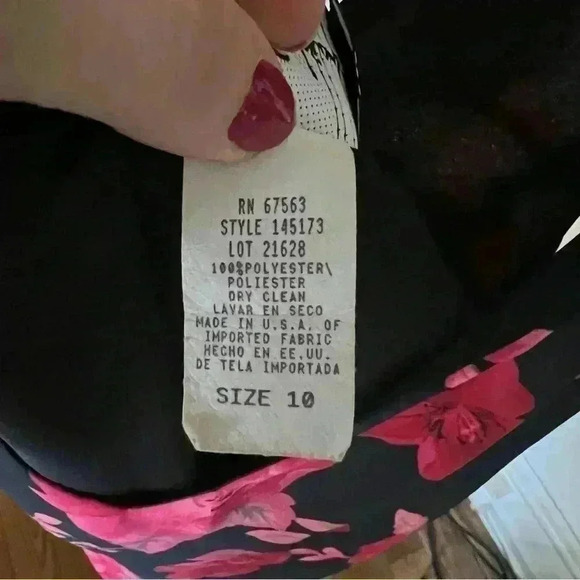 RN 67563
STYLE 145173
LOT 21628
100%POLYESTER\
POLIESTER
DRY CLEAN
LAVAR EN SECO
MADE IN U.S.A. OF
IMPORTED FABRIC
HECHO EN EE.UU.
DE TELA IMPORTADA
SIZE 10